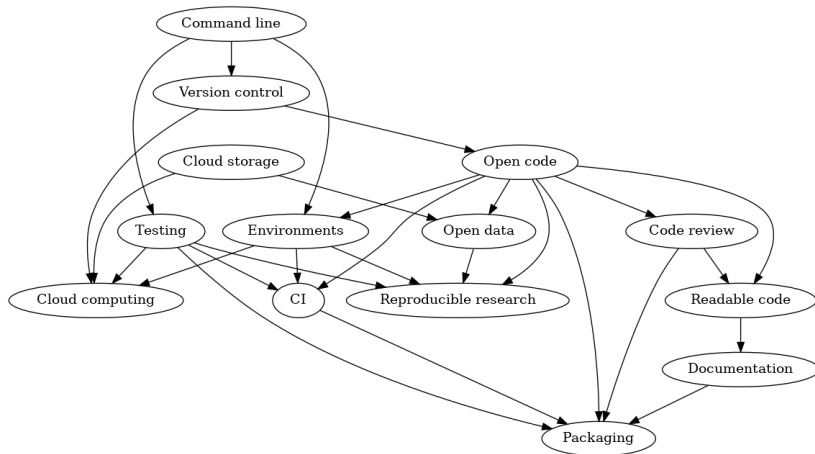 Command line
Version control
Cloud storage
Open code
Testing
Environments
Open data
Code review
Cloud computing
CI
Reproducible research
Readable code
Documentation
Packaging